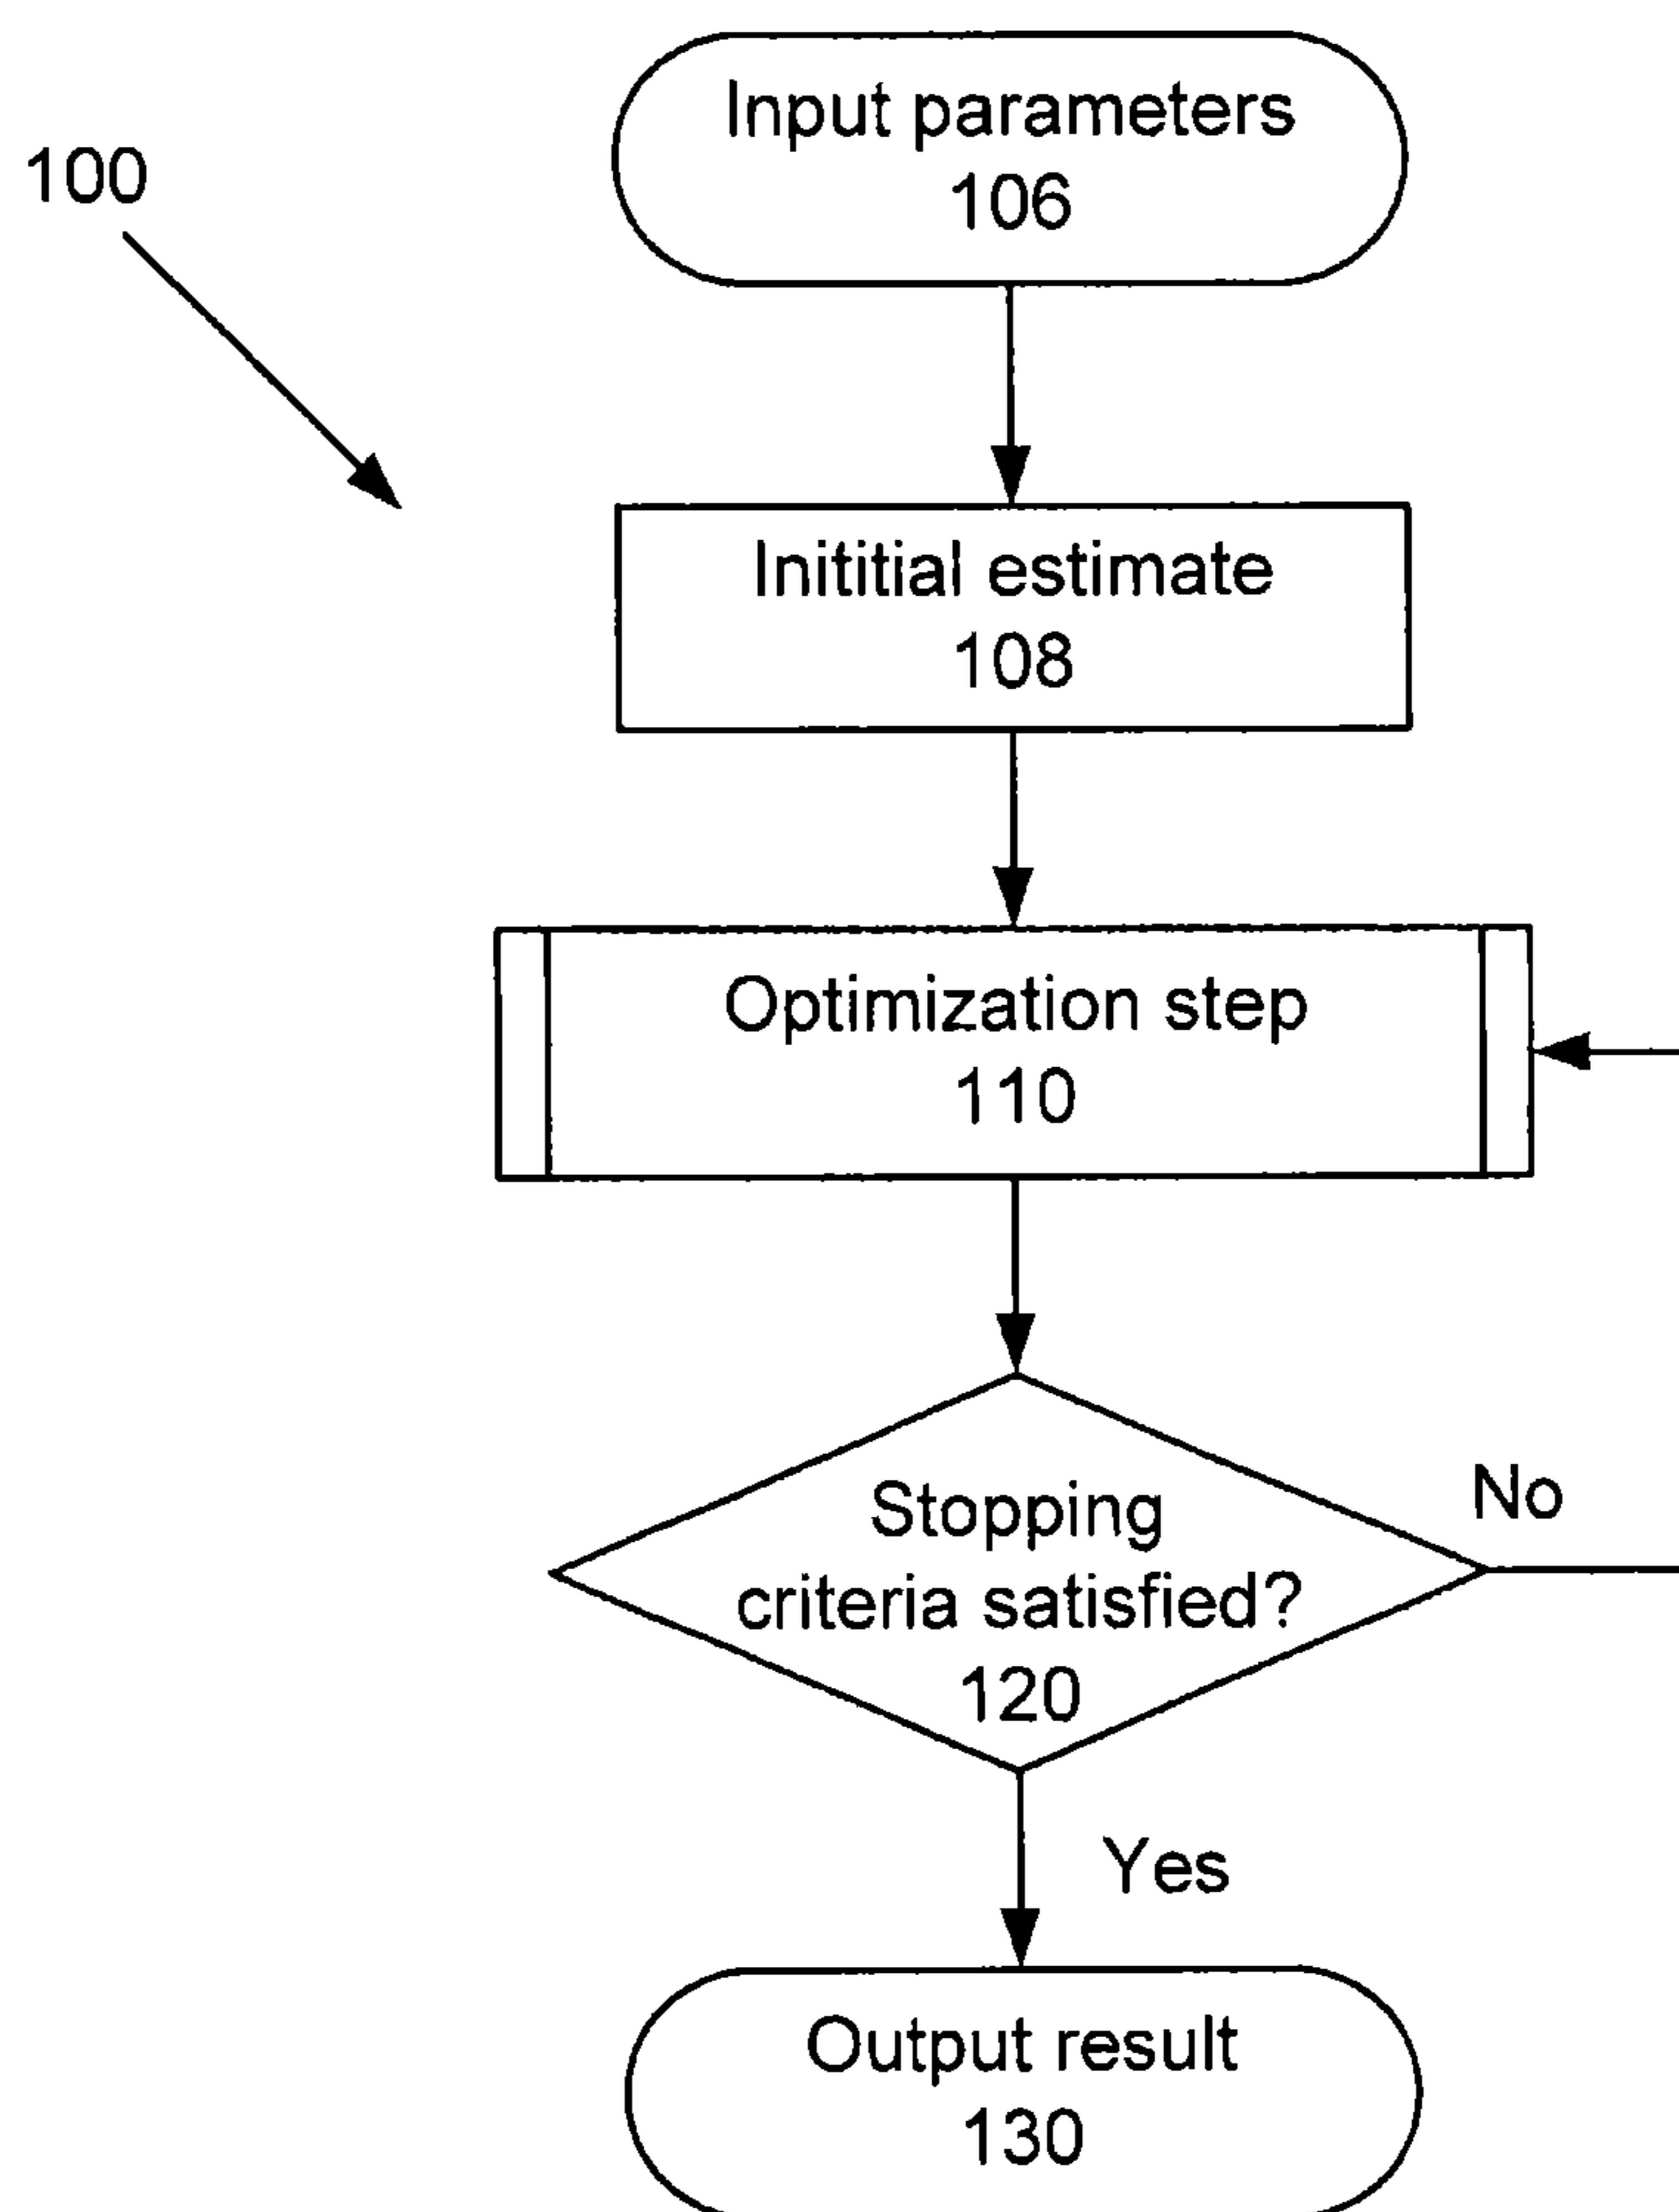 Input parameters
106
100
Inititial estimate
108
Optimization step
110
Stopping
criteria satisfied?
120
No
Yes
Output result
130